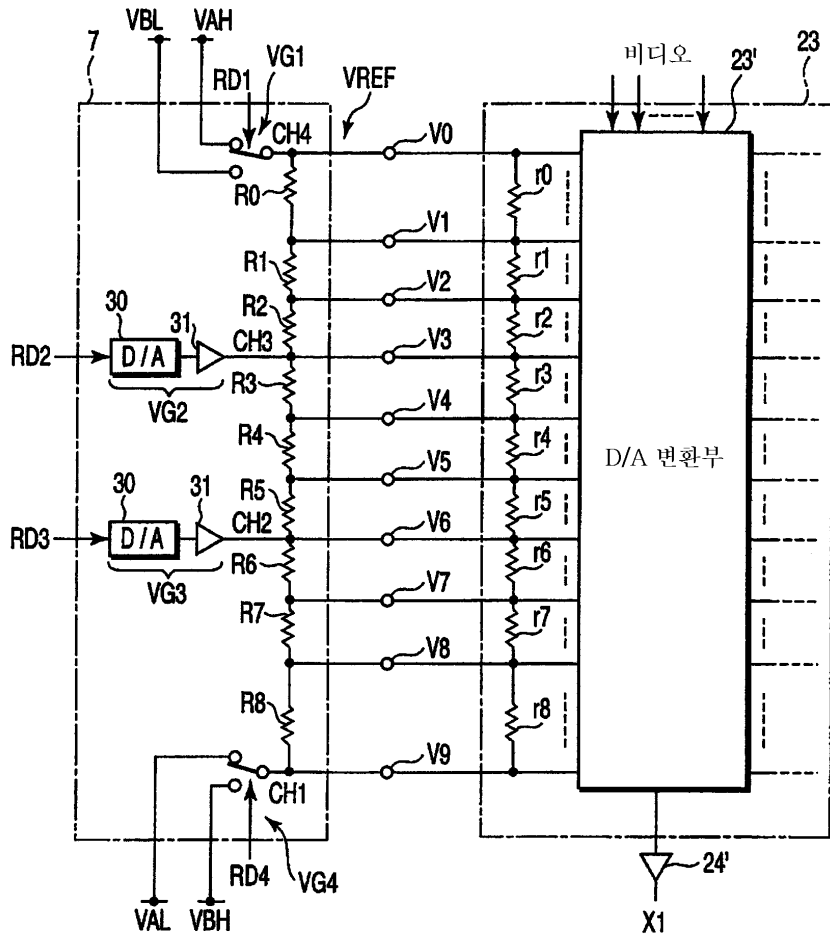 VBL VAH
7
VG1
RD1
VREF
비디오
23'
23
CH4
V0
R0
r0
V1
R1
r1
V2
R2
r2
30
31
CH3
V3
RD2
D/A
R3
r3
VG2
V4
R4
r4
D/A 변환부
V5
30
31
R5
r5
CH2
V6
RD3
D/A
R6
r6
VG3
V7
R7
r7
V8
R8
r8
V9
CH1
RD4
VG4
24'
VAL VBH
X1